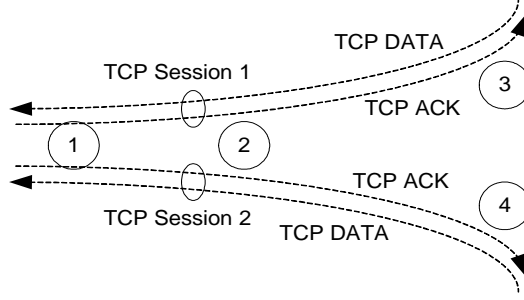 TCP DATA
TCP Session 1
3
TCP ACK
1
2
TCP ACK
4
TCP Session 2
TCP DATA